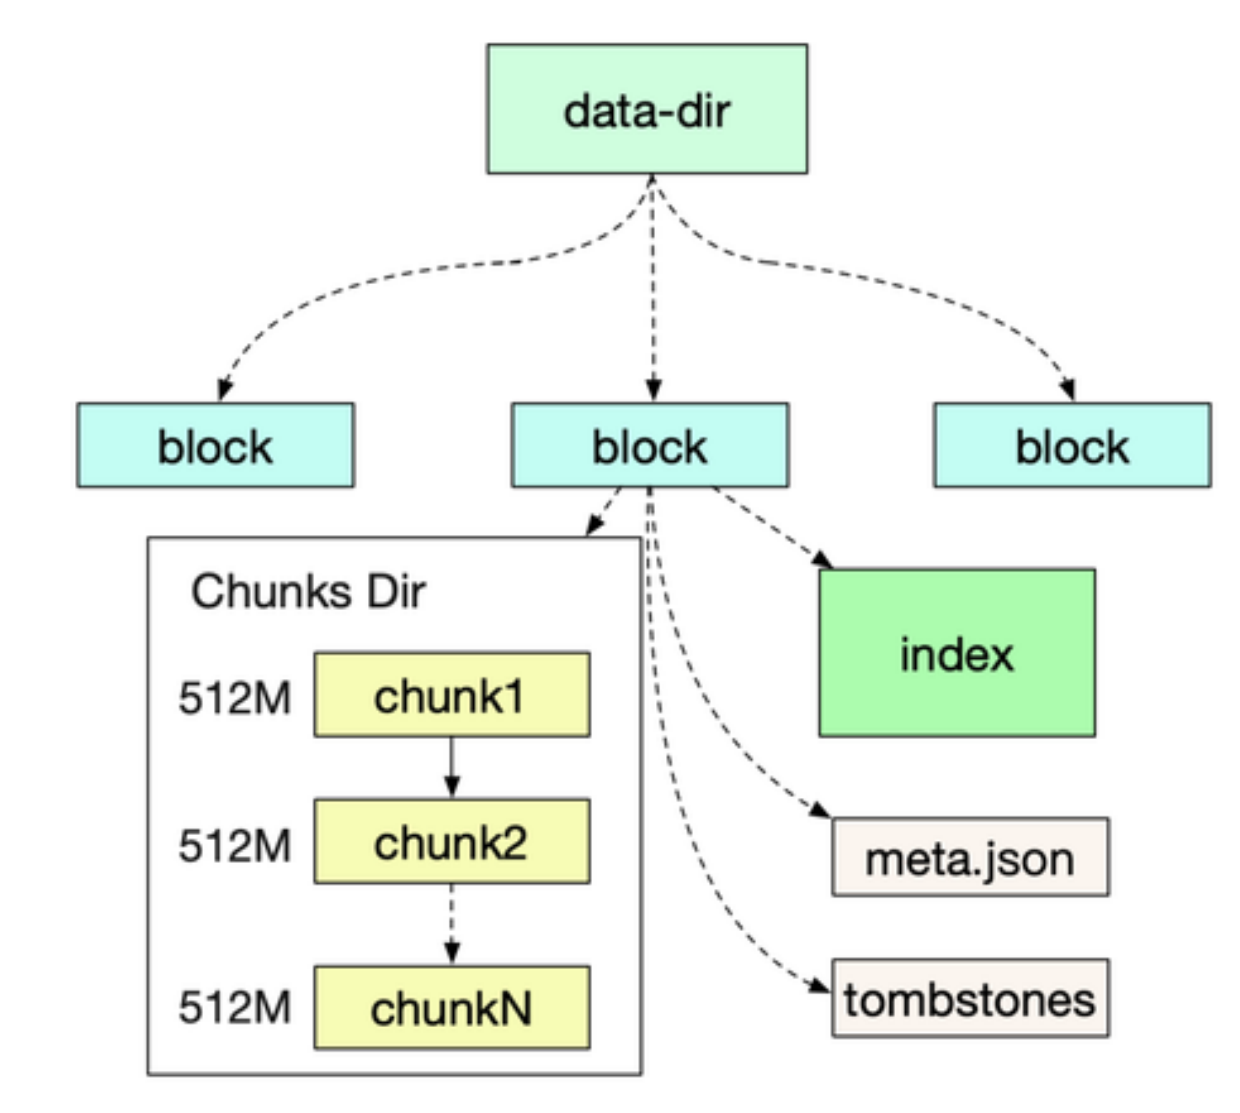 data-dir
block
block
block
Chunks Dir
512M
chunk1
512M
chunk2
512M
chunkN
index
meta.json
tombstones